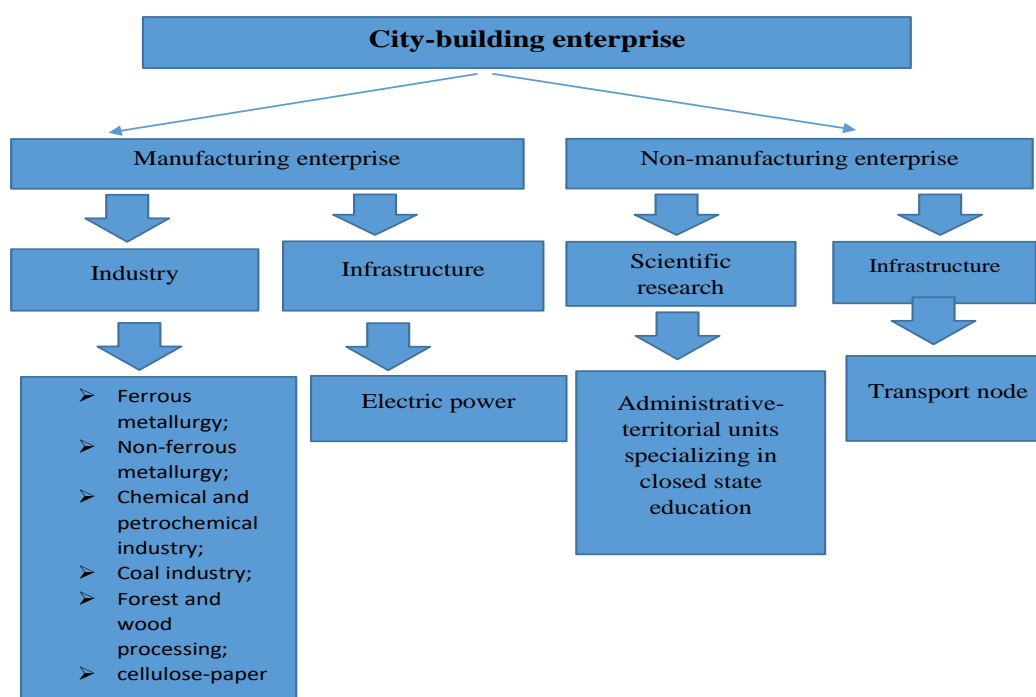 City-building enterprise
Manufacturing enterprise
Non-manufacturing enterprise
Industry
Infrastructure
Scientific
research
Infrastructure
➢ Ferrous
metallurgy;
➢ Non-ferrous
metallurgy;
➢ Chemical and
petrochemical
industry;
➢ Coal industry;
➢ Forest and
wood
processing;
➢ cellulose-paper
Electric power
Administrative-
territorial units
specializing in
closed state
education
Transport node